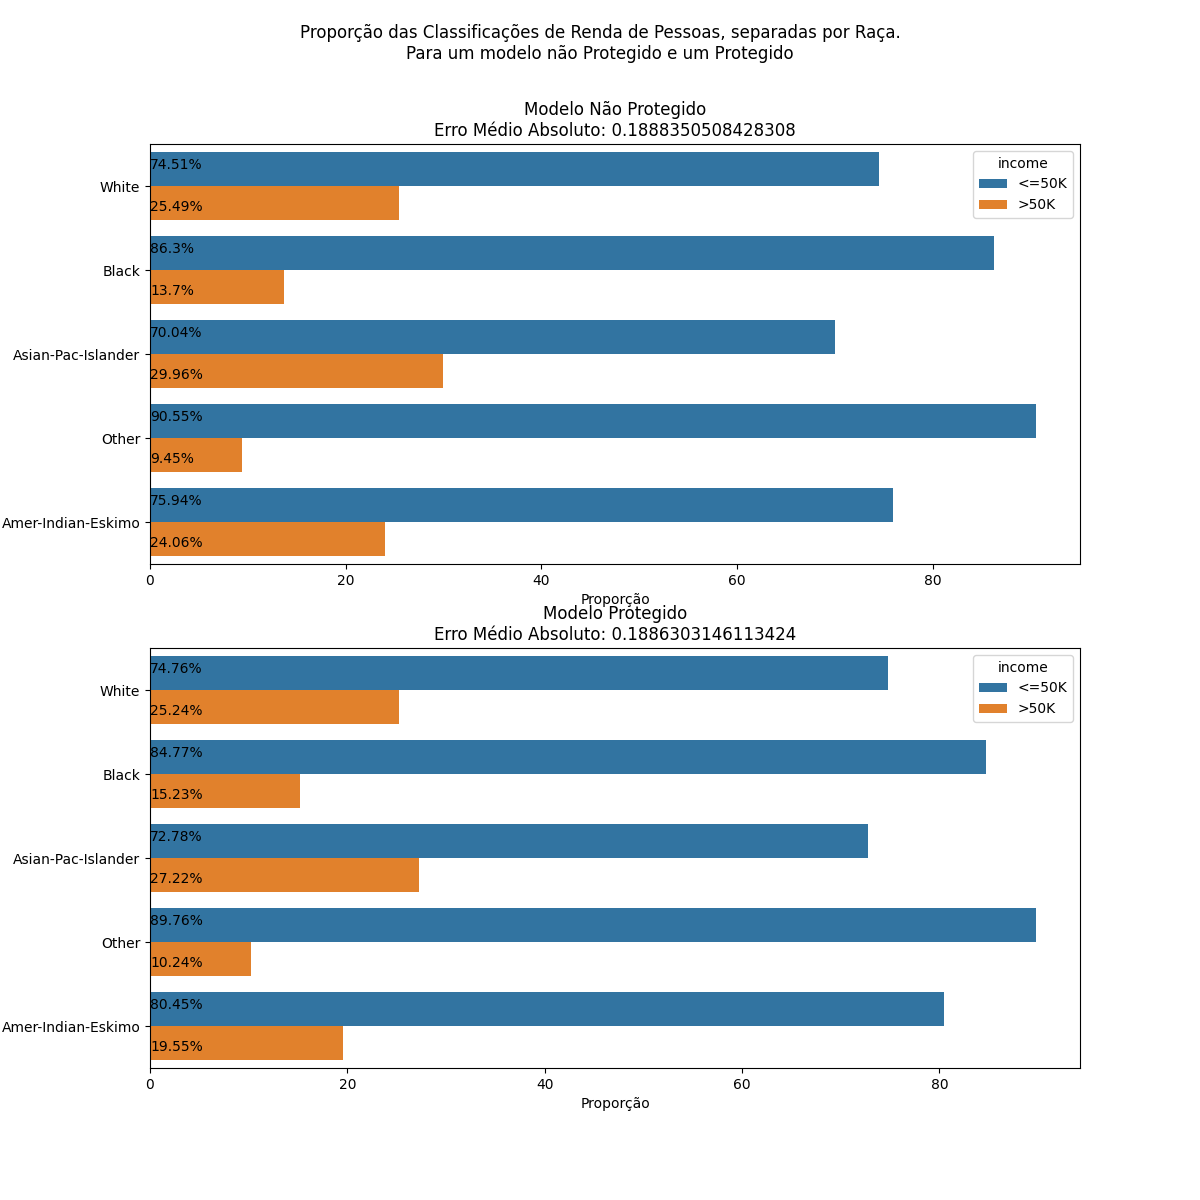 Proporção das Classificações de Renda de Pessoas, separadas por Raça.
Para um modelo não Protegido e um Protegido
Modelo Não Protegido
Erro Médio Absoluto: 0.1888350508428308
income
<=50K
>50K
White
74.51%
25.49%
Black
86.3%
13.7%
Asian-Pac-Islander
70.04%
29.96%
Other
90.55%
9.45%
Amer-Indian-Eskimo
75.94%
24.06%
0 20 40 60 80
Proporção
Modelo Protegido
Erro Médio Absoluto: 0.1886303146113424
income
<=50K
>50K
White
74.76%
25.24%
Black
84.77%
15.23%
Asian-Pac-Islander
72.78%
27.22%
Other
89.76%
10.24%
Amer-Indian-Eskimo
80.45%
19.55%
0 20 40 60 80
Proporção